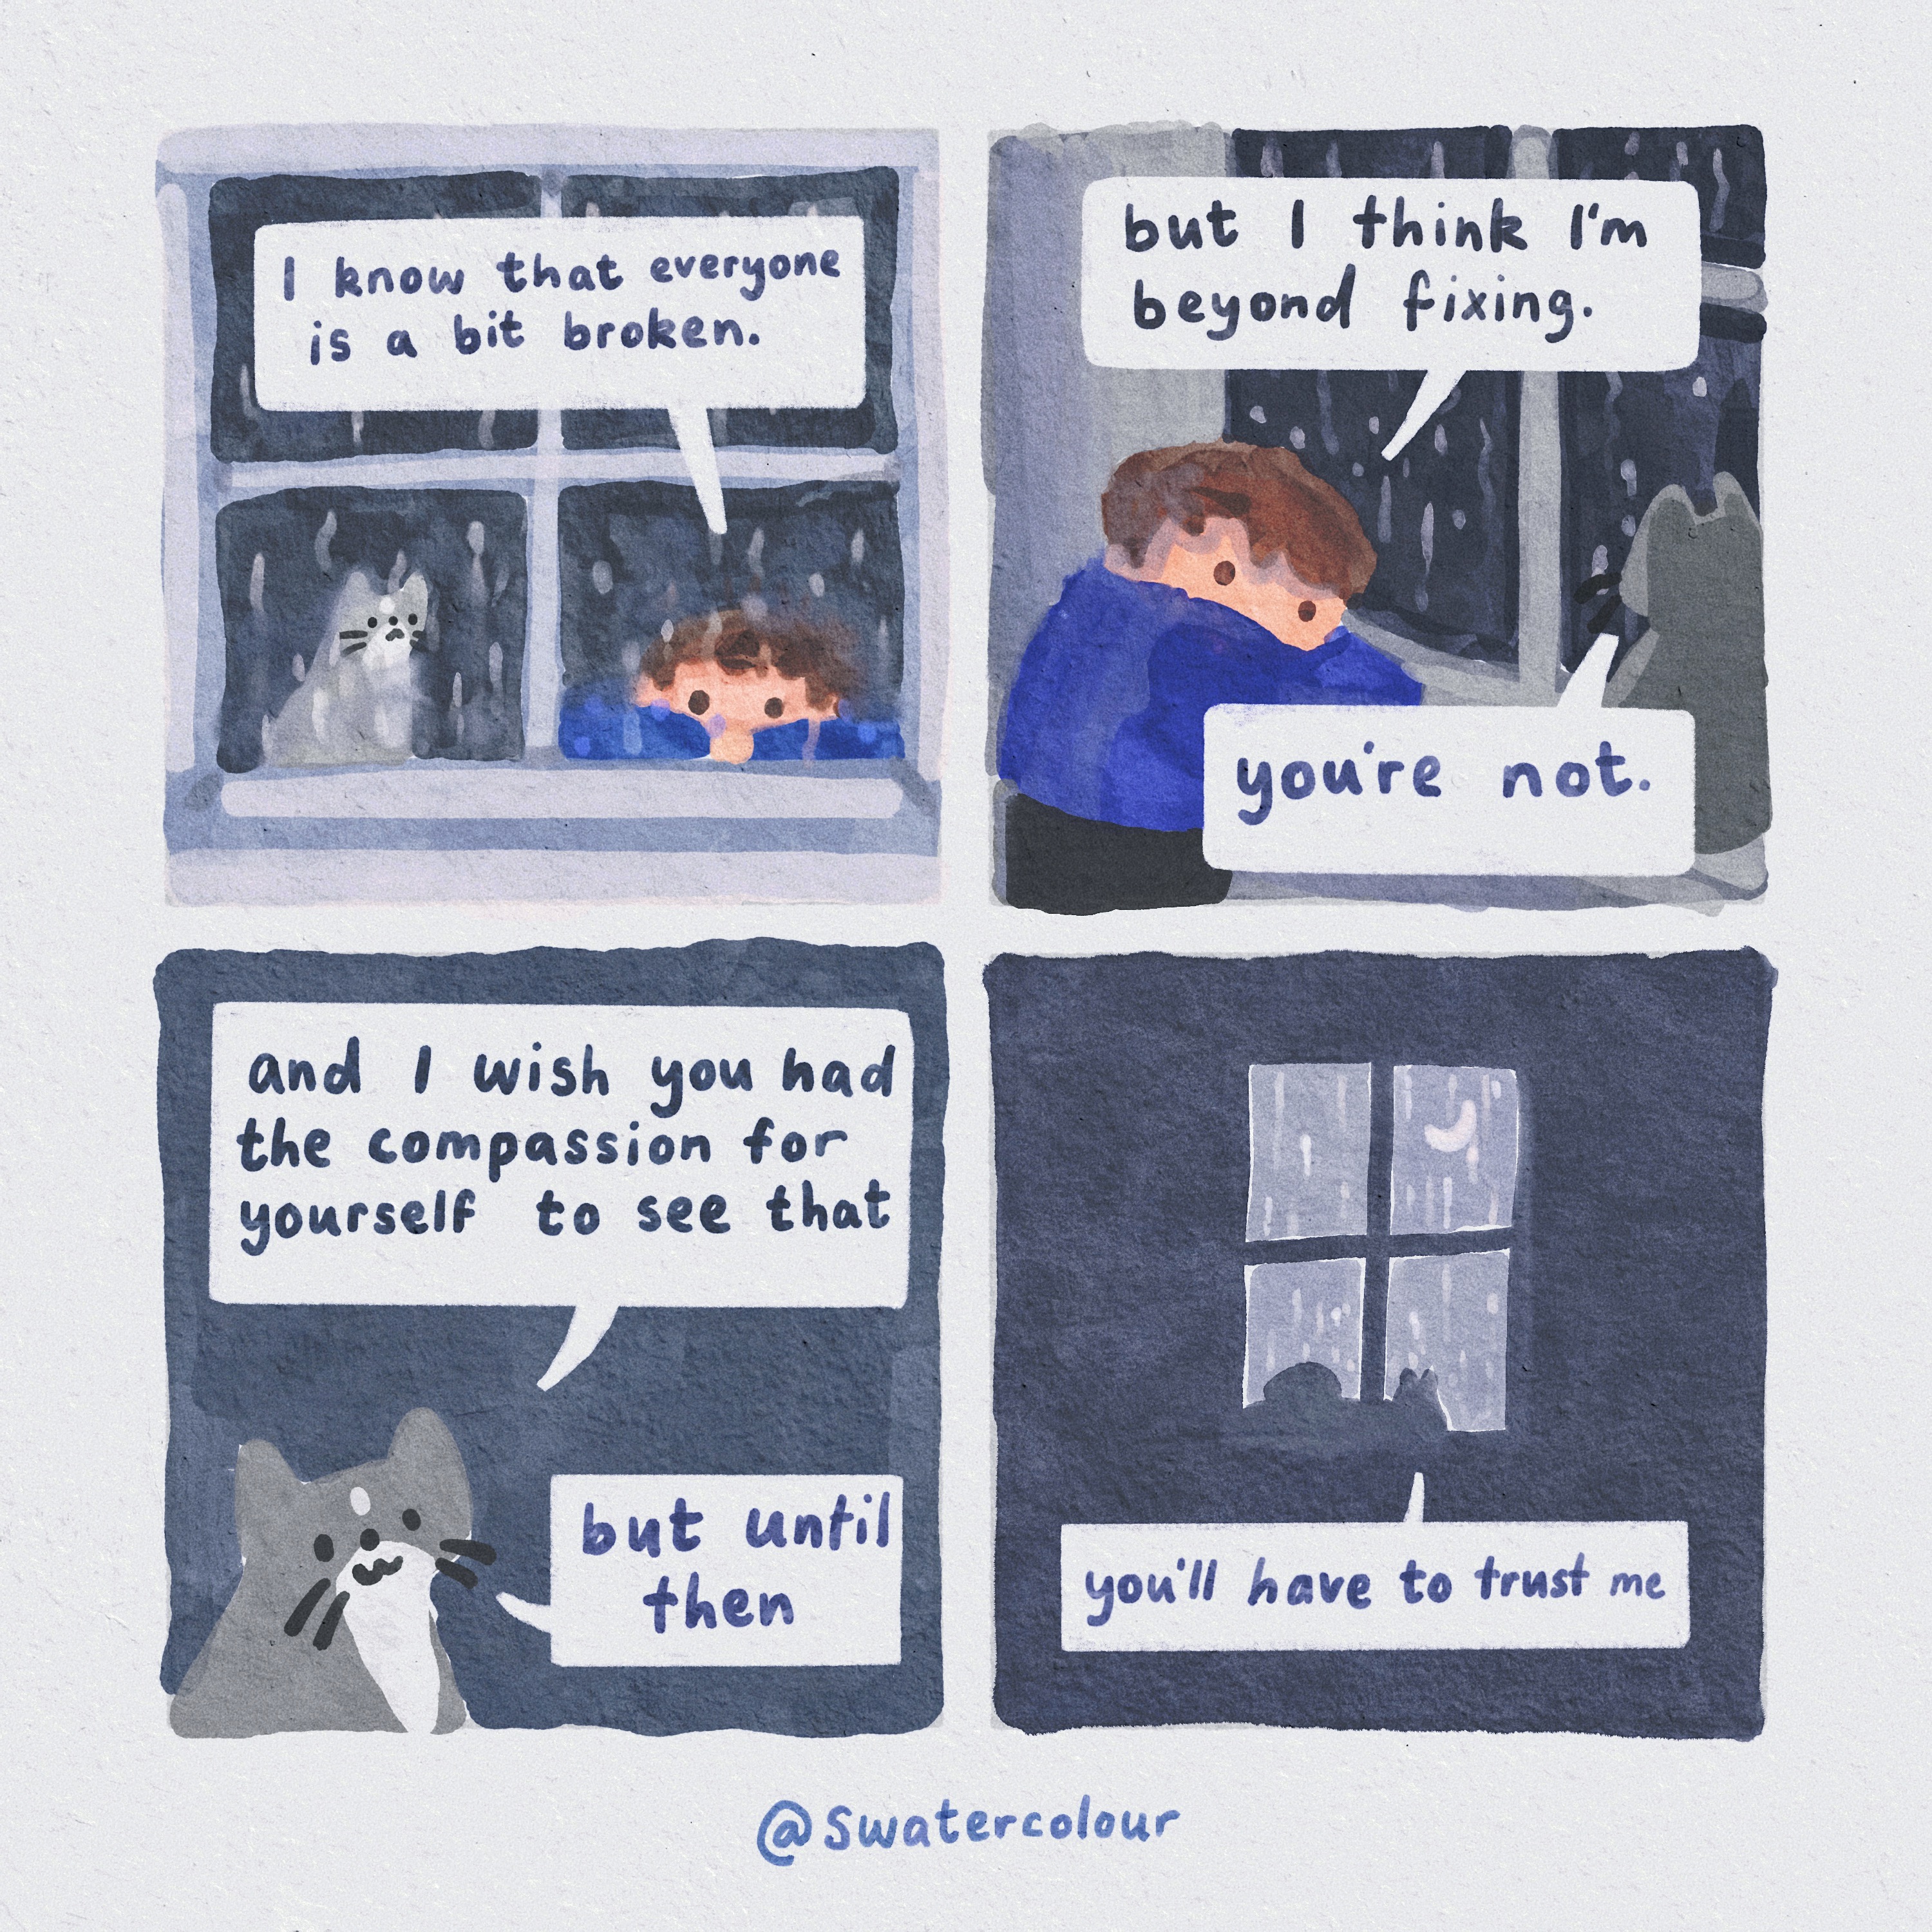 I know that everyone
is a bit broken.
but I think I'm
beyond fixing.
you're not.
and I wish you had
the compassion for
yourself to see that
but until
then
you'll have to trust me
@Swatercolour